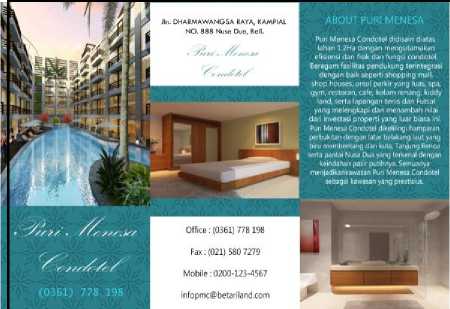 Puri Menesa
Condotel
(0361) 778 198
Jln. DHARMAWANGSA RAYA, KAMPIAL
NO. 888 Nusa Dua, Bali.
Puri Menesa
Condotel
Office : (0361) 778 198
Fax : (021) 580 7279
Mobile : 0200-123-4567
infopmc@betariland.com
ABOUT PURI MENESA
Puri Menesa Condotel didisain diatas
lahan 1.2Ha dengan mengutamakan
efisiensi dan fisik dan fungsi condotel.
Beragam fasilitas pendukung terintegrasi
dengan baik seperti shopping mall,
shop houses, areal parkir yang luas, spa,
gym, restoran, cafe, kolam renang, kiddy
land, serta lapangan tenis dan Futsal
yang melengkapi dan menambah nilai
dari investasi properti yang luar biasa ini
Puri Menesa Condotel dikelilingi hamparan
perbukitan dengan latar belakang laut yang
biru membentang dari kuta, Tanjung Benoa
serta pantai Nusa Dua yang terkenal dengan
keindahan pasir putihnya. Semuanya
menjadikankawasan Puri Menesa Condotel
sebagai kawasan yang prestisius.